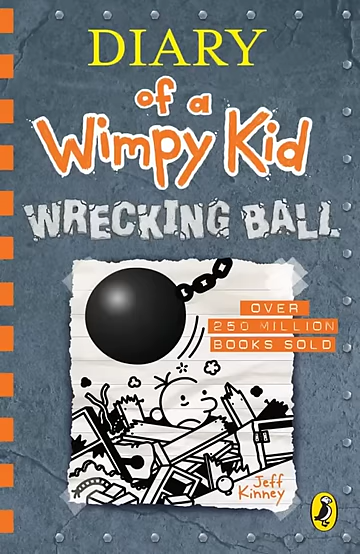 DIARY
of a
Wimpy Kid
WRECKING BALL
OVER
250 MILLION
BOOKS SOLD
Jeff
Kinney